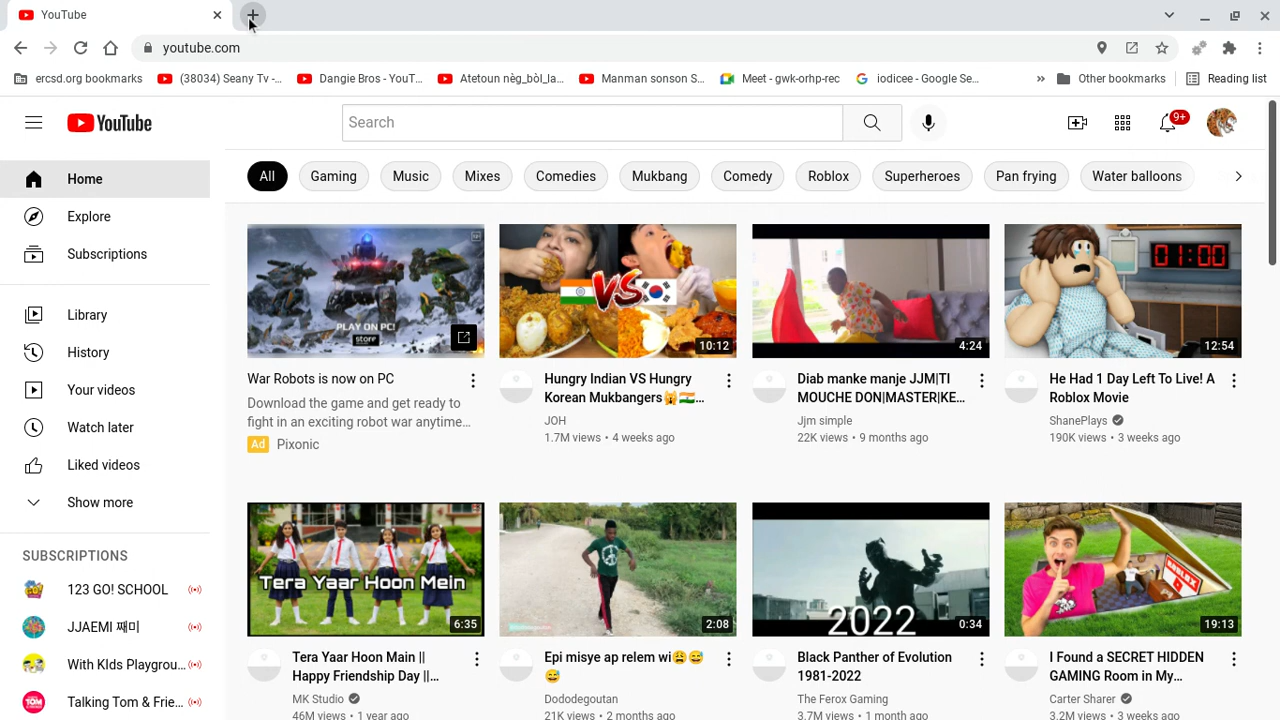 YouTube
youtube.com
ercsd.org bookmarks
(38034) Seany Tv -...
Dangie Bros - YouT...
Atetoun nèg_bòl_la...
Manman sonson S...
Meet - gwk-orhp-rec
iodicee - Google Se...
»
Other bookmarks
Reading list
YouTube
Search
9+
Home
Explore
Subscriptions
Library
History
Your videos
Watch later
Liked videos
Show more
SUBSCRIPTIONS
123 GO! SCHOOL
JJAEMI 째미
With KIds Playgrou...
Talking Tom & Frie...
All
Gaming
Music
Mixes
Comedies
Mukbang
Comedy
Roblox
Superheroes
Pan frying
Water balloons
PLAY ON PC!
store
War Robots is now on PC
Download the game and get ready to
fight in an exciting robot war anytime...
Ad Pixonic
VS
10:12
Hungry Indian VS Hungry
Korean Mukbangers🙀🇮🇳...
JOH
1.7M views • 4 weeks ago
4:24
Diab manke manje JJM|TI
MOUCHE DON|MASTER|KE...
Jjm simple
22K views • 9 months ago
01:00
12:54
He Had 1 Day Left To Live! A
Roblox Movie
ShanePlays
190K views • 3 weeks ago
Tera Yaar Hoon Mein
6:35
Tera Yaar Hoon Main ||
Happy Friendship Day ||...
MK Studio
46M views • 1 year ago
2:08
Epi misye ap relem wi😩😅
😅
Dododegoutan
21K views • 2 months ago
2022
0:34
Black Panther of Evolution
1981-2022
The Ferox Gaming
3.7M views • 1 month ago
ROBLOX
19:13
I Found a SECRET HIDDEN
GAMING Room in My...
Carter Sharer
3.2M views • 3 weeks ago